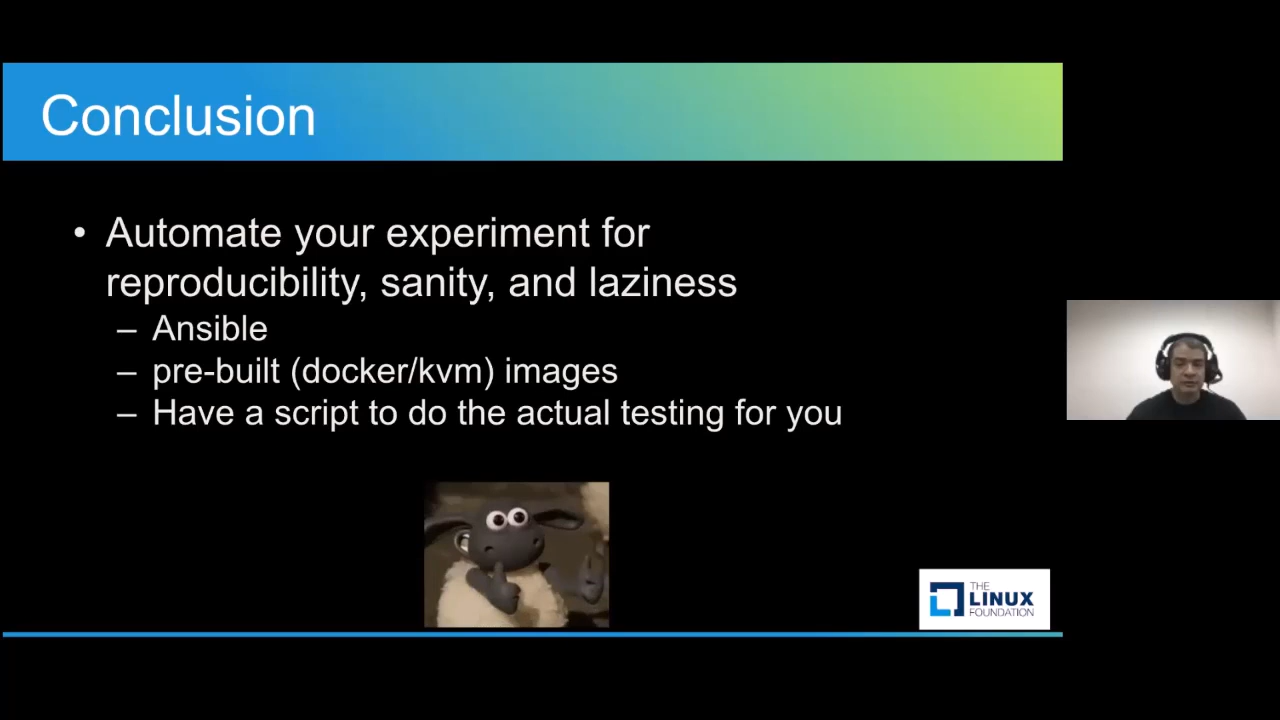 Conclusion
• Automate your experiment for
reproducibility, sanity, and laziness
– Ansible
– pre-built (docker/kvm) images
– Have a script to do the actual testing for you
THE
LINUX
FOUNDATION